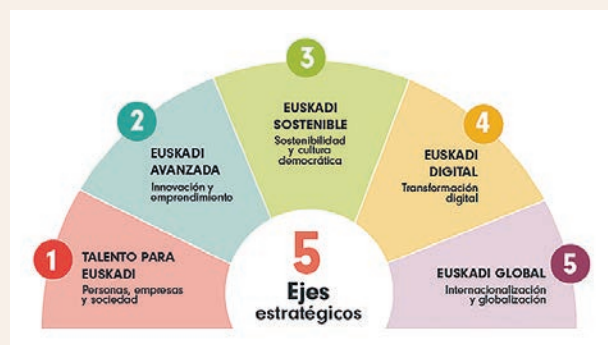 1
TALENTO PARA
EUSKADI
Personas, empresas
y sociedad
2
EUSKADI
AVANZADA
Innovación y
emprendimiento
3
EUSKADI
SOSTENIBLE
Sostenibilidad
y cultura
democrática
4
EUSKADI
DIGITAL
Transformación
digital
5
EUSKADI GLOBAL
Internacionalización
y globalización
5
Ejes
estratégicos